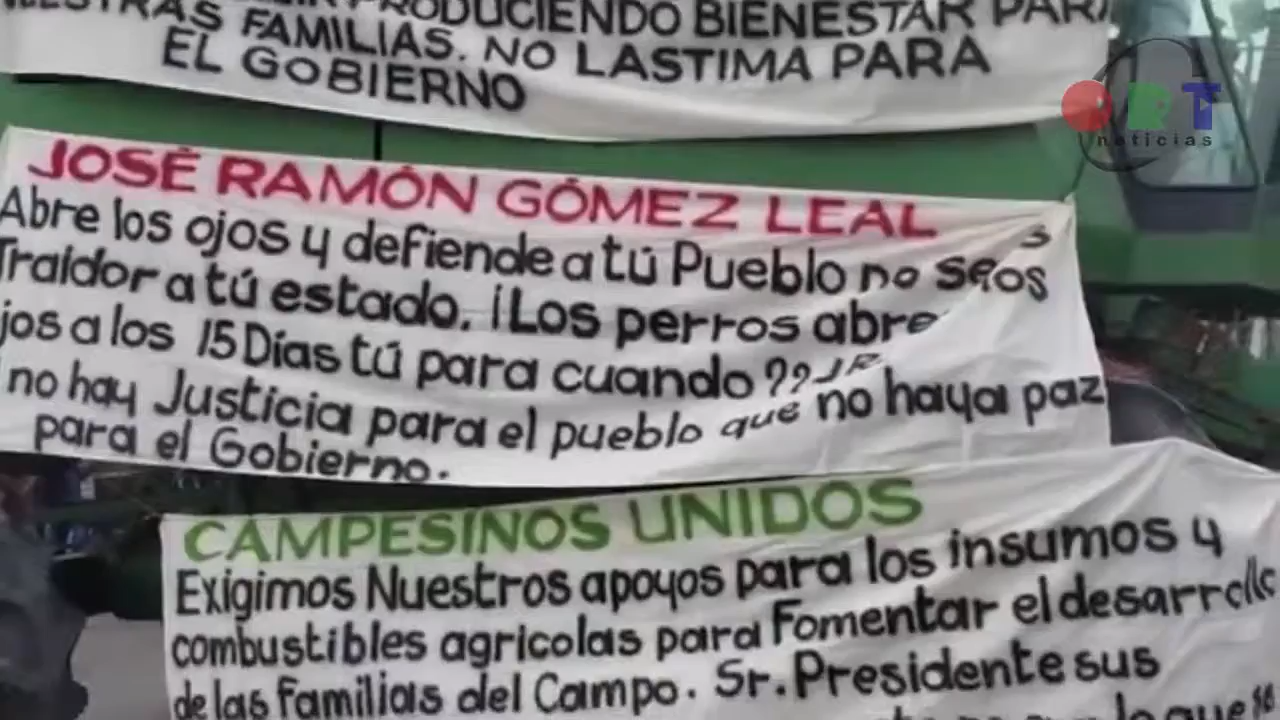 PRODUCIENDO BIENESTAR PARA
FAMILIAS. NO LASTIMA PARA
EL GOBIERNO
ORT
noticias
JOSÉ RAMÓN GÓMEZ LEAL
Abre los ojos y defiende a tú Pueblo no seas
Traidor a tú estado. ¡Los perros abre
jos a los 15 Días tú para cuando ?? JR
no hay Justicia para el pueblo que no haya paz
para el Gobierno.
CAMPESINOS UNIDOS
Exigimos Nuestros apoyos para los insumos y
combustibles agricolas para Fomentar el desarrollo
de las familias del Campo. Sr. Presidente sus